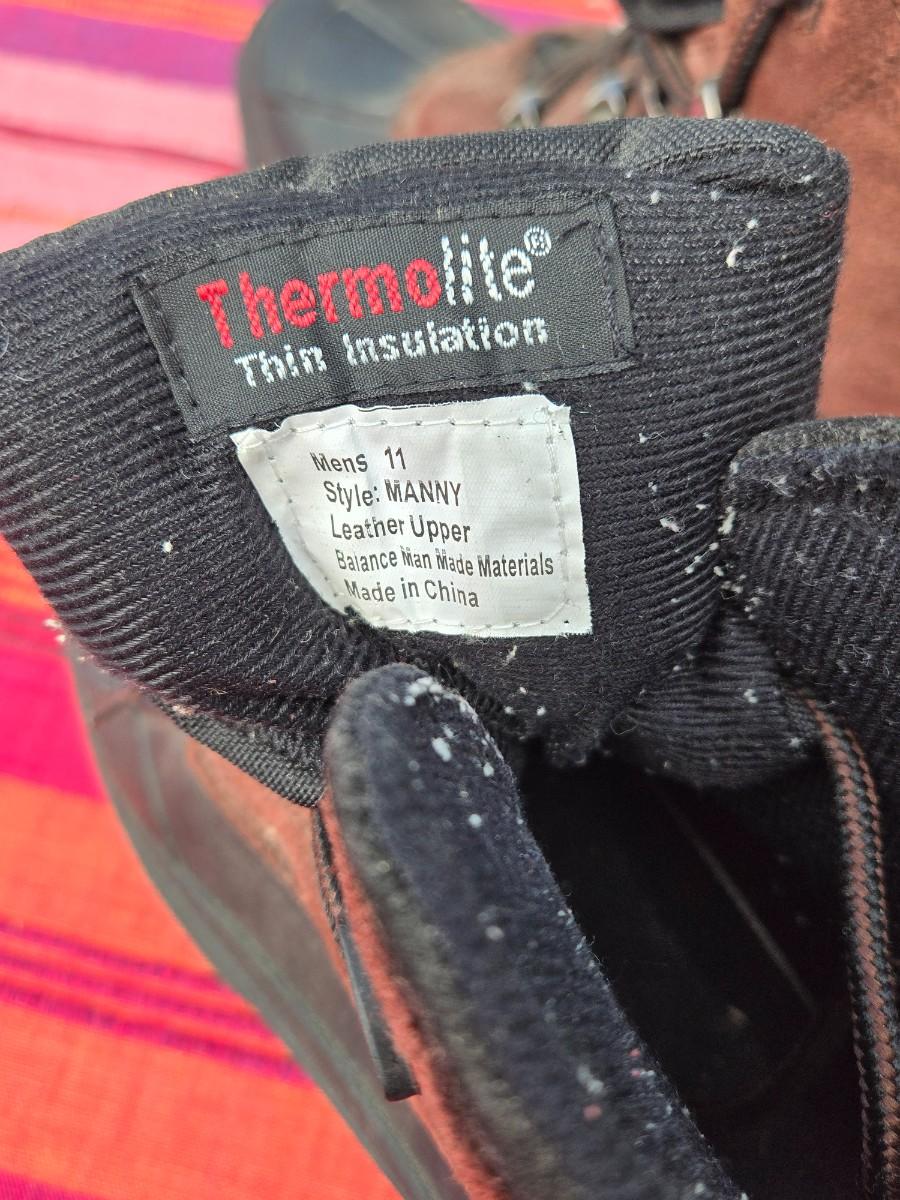 Thermolite®
Thin Insulation
Mens 11
Style: MANNY
Leather Upper
Balance Man Made Materials
Made in China